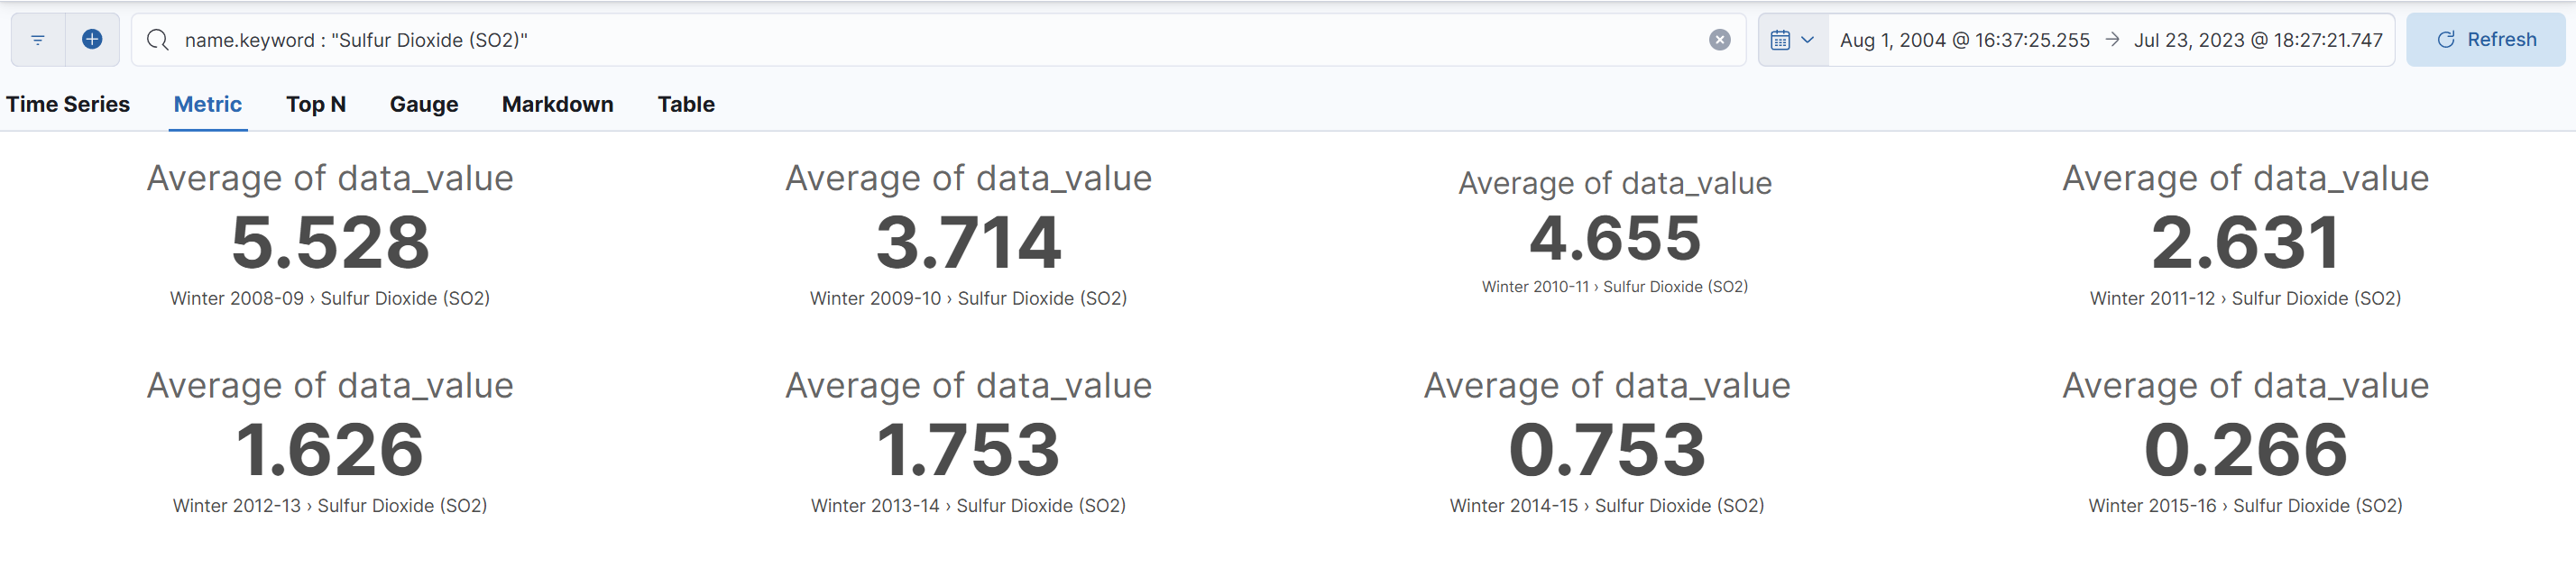 name.keyword : "Sulfur Dioxide (SO2)"
Aug 1, 2004 @ 16:37:25.255 → Jul 23, 2023 @ 18:27:21.747
Refresh
Time Series Metric Top N Gauge Markdown Table
Average of data_value
5.528
Winter 2008-09 › Sulfur Dioxide (SO2)
Average of data_value
3.714
Winter 2009-10 › Sulfur Dioxide (SO2)
Average of data_value
4.655
Winter 2010-11 › Sulfur Dioxide (SO2)
Average of data_value
2.631
Winter 2011-12 › Sulfur Dioxide (SO2)
Average of data_value
1.626
Winter 2012-13 › Sulfur Dioxide (SO2)
Average of data_value
1.753
Winter 2013-14 › Sulfur Dioxide (SO2)
Average of data_value
0.753
Winter 2014-15 › Sulfur Dioxide (SO2)
Average of data_value
0.266
Winter 2015-16 › Sulfur Dioxide (SO2)